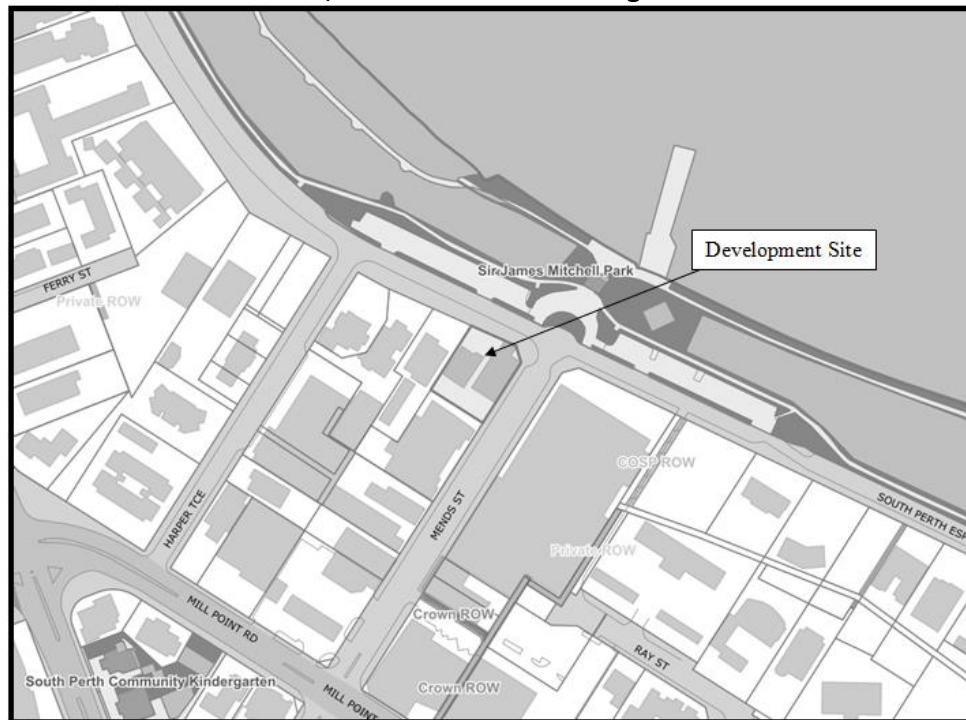 Development Site
Sir James Mitchell Park
FERRY ST
Private ROW
COSP ROW
SOUTH PERTH ESP
HARPER TCE
MENDS ST
Private ROW
MILL POINT RD
Crown ROW
RAY ST
South Perth Community Kindergarten
Crown ROW
MILL POINT